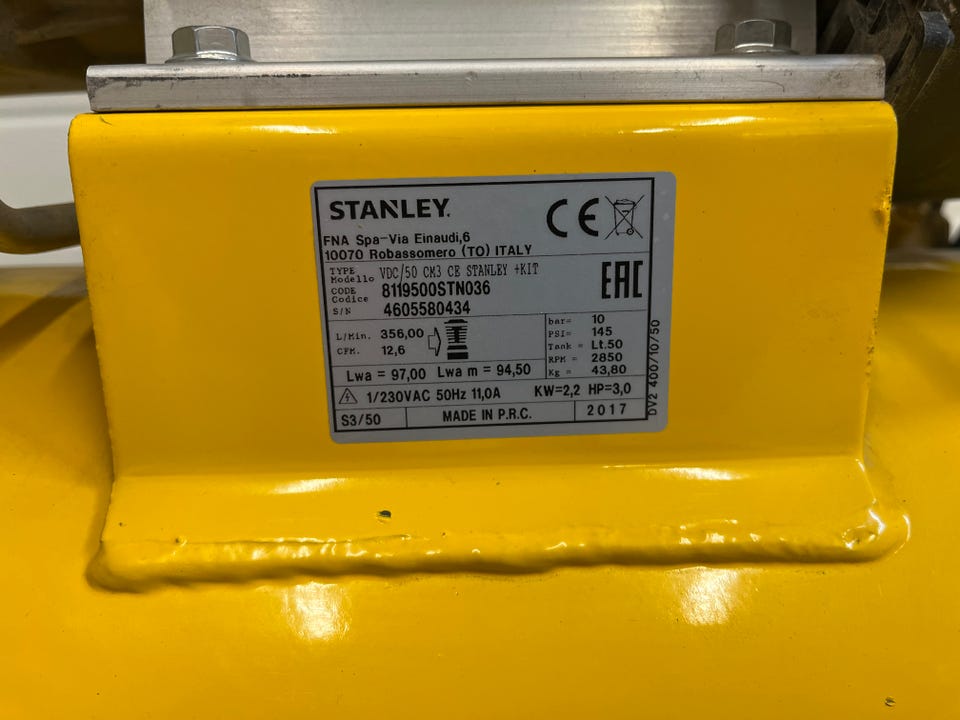 STANLEY.
CE
FNA Spa-Via Einaudi,6
10070 Robassomero (TO) ITALY
TYPE
Modello VDC/50 CM3 CE STANLEY +KIT
EAC
CODE
Codice 8119500STN036
S/N 4605580434
L/Min. 356,00
CFM. 12,6
bar= 10
PSI= 145
Tank = Lt.50
RPM = 2850
Kg = 43,80
Lwa = 97,00 Lwa m = 94,50
1/230VAC 50Hz 11,0A KW=2,2 HP=3,0
S3/50 MADE IN P.R.C. 2017
DV2 400/10/50